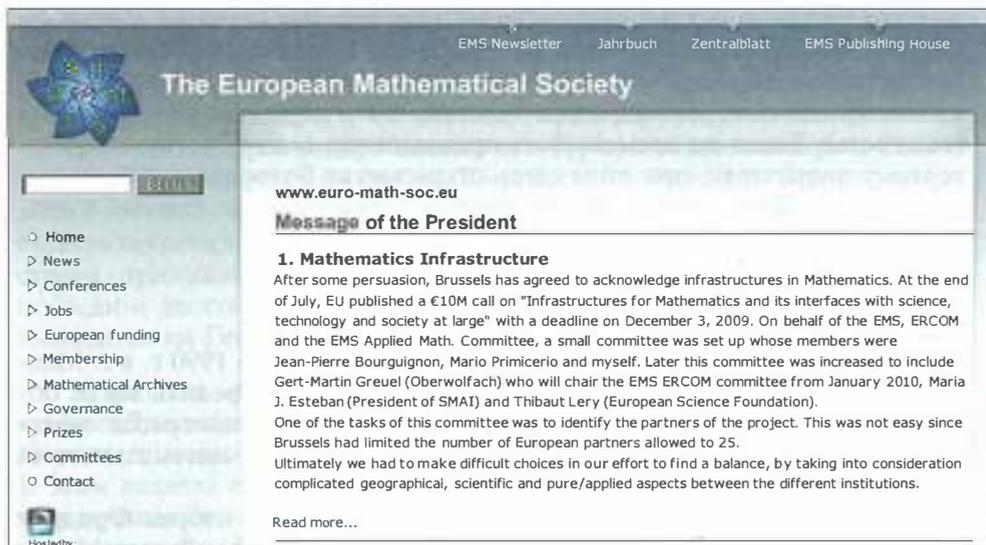 EMS Newsletter Jahrbuch Zentralblatt EMS Publishing House
The European Mathematical Society
www.euro-math-soc.eu
Message of the President
Home
News
Conferences
Jobs
European funding
Membership
Mathematical Archives
Governance
Prizes
Committees
Contact
Hosted by:
1. Mathematics Infrastructure
After some persuasion, Brussels has agreed to acknowledge infrastructures in Mathematics. At the end
of July, EU published a €10M call on "Infrastructures for Mathematics and its interfaces with science,
technology and society at large" with a deadline on December 3, 2009. On behalf of the EMS, ERCOM
and the EMS Applied Math. Committee, a small committee was set up whose members were
Jean-Pierre Bourguignon, Mario Primicerio and myself. Later this committee was increased to include
Gert-Martin Greuel (Oberwolfach) who will chair the EMS ERCOM committee from January 2010, Maria
J. Esteban (President of SMAI) and Thibaut Lery (European Science Foundation).
One of the tasks of this committee was to identify the partners of the project. This was not easy since
Brussels had limited the number of European partners allowed to 25.
Ultimately we had to make difficult choices in our effort to find a balance, by taking into consideration
complicated geographical, scientific and pure/applied aspects between the different institutions.
Read more...